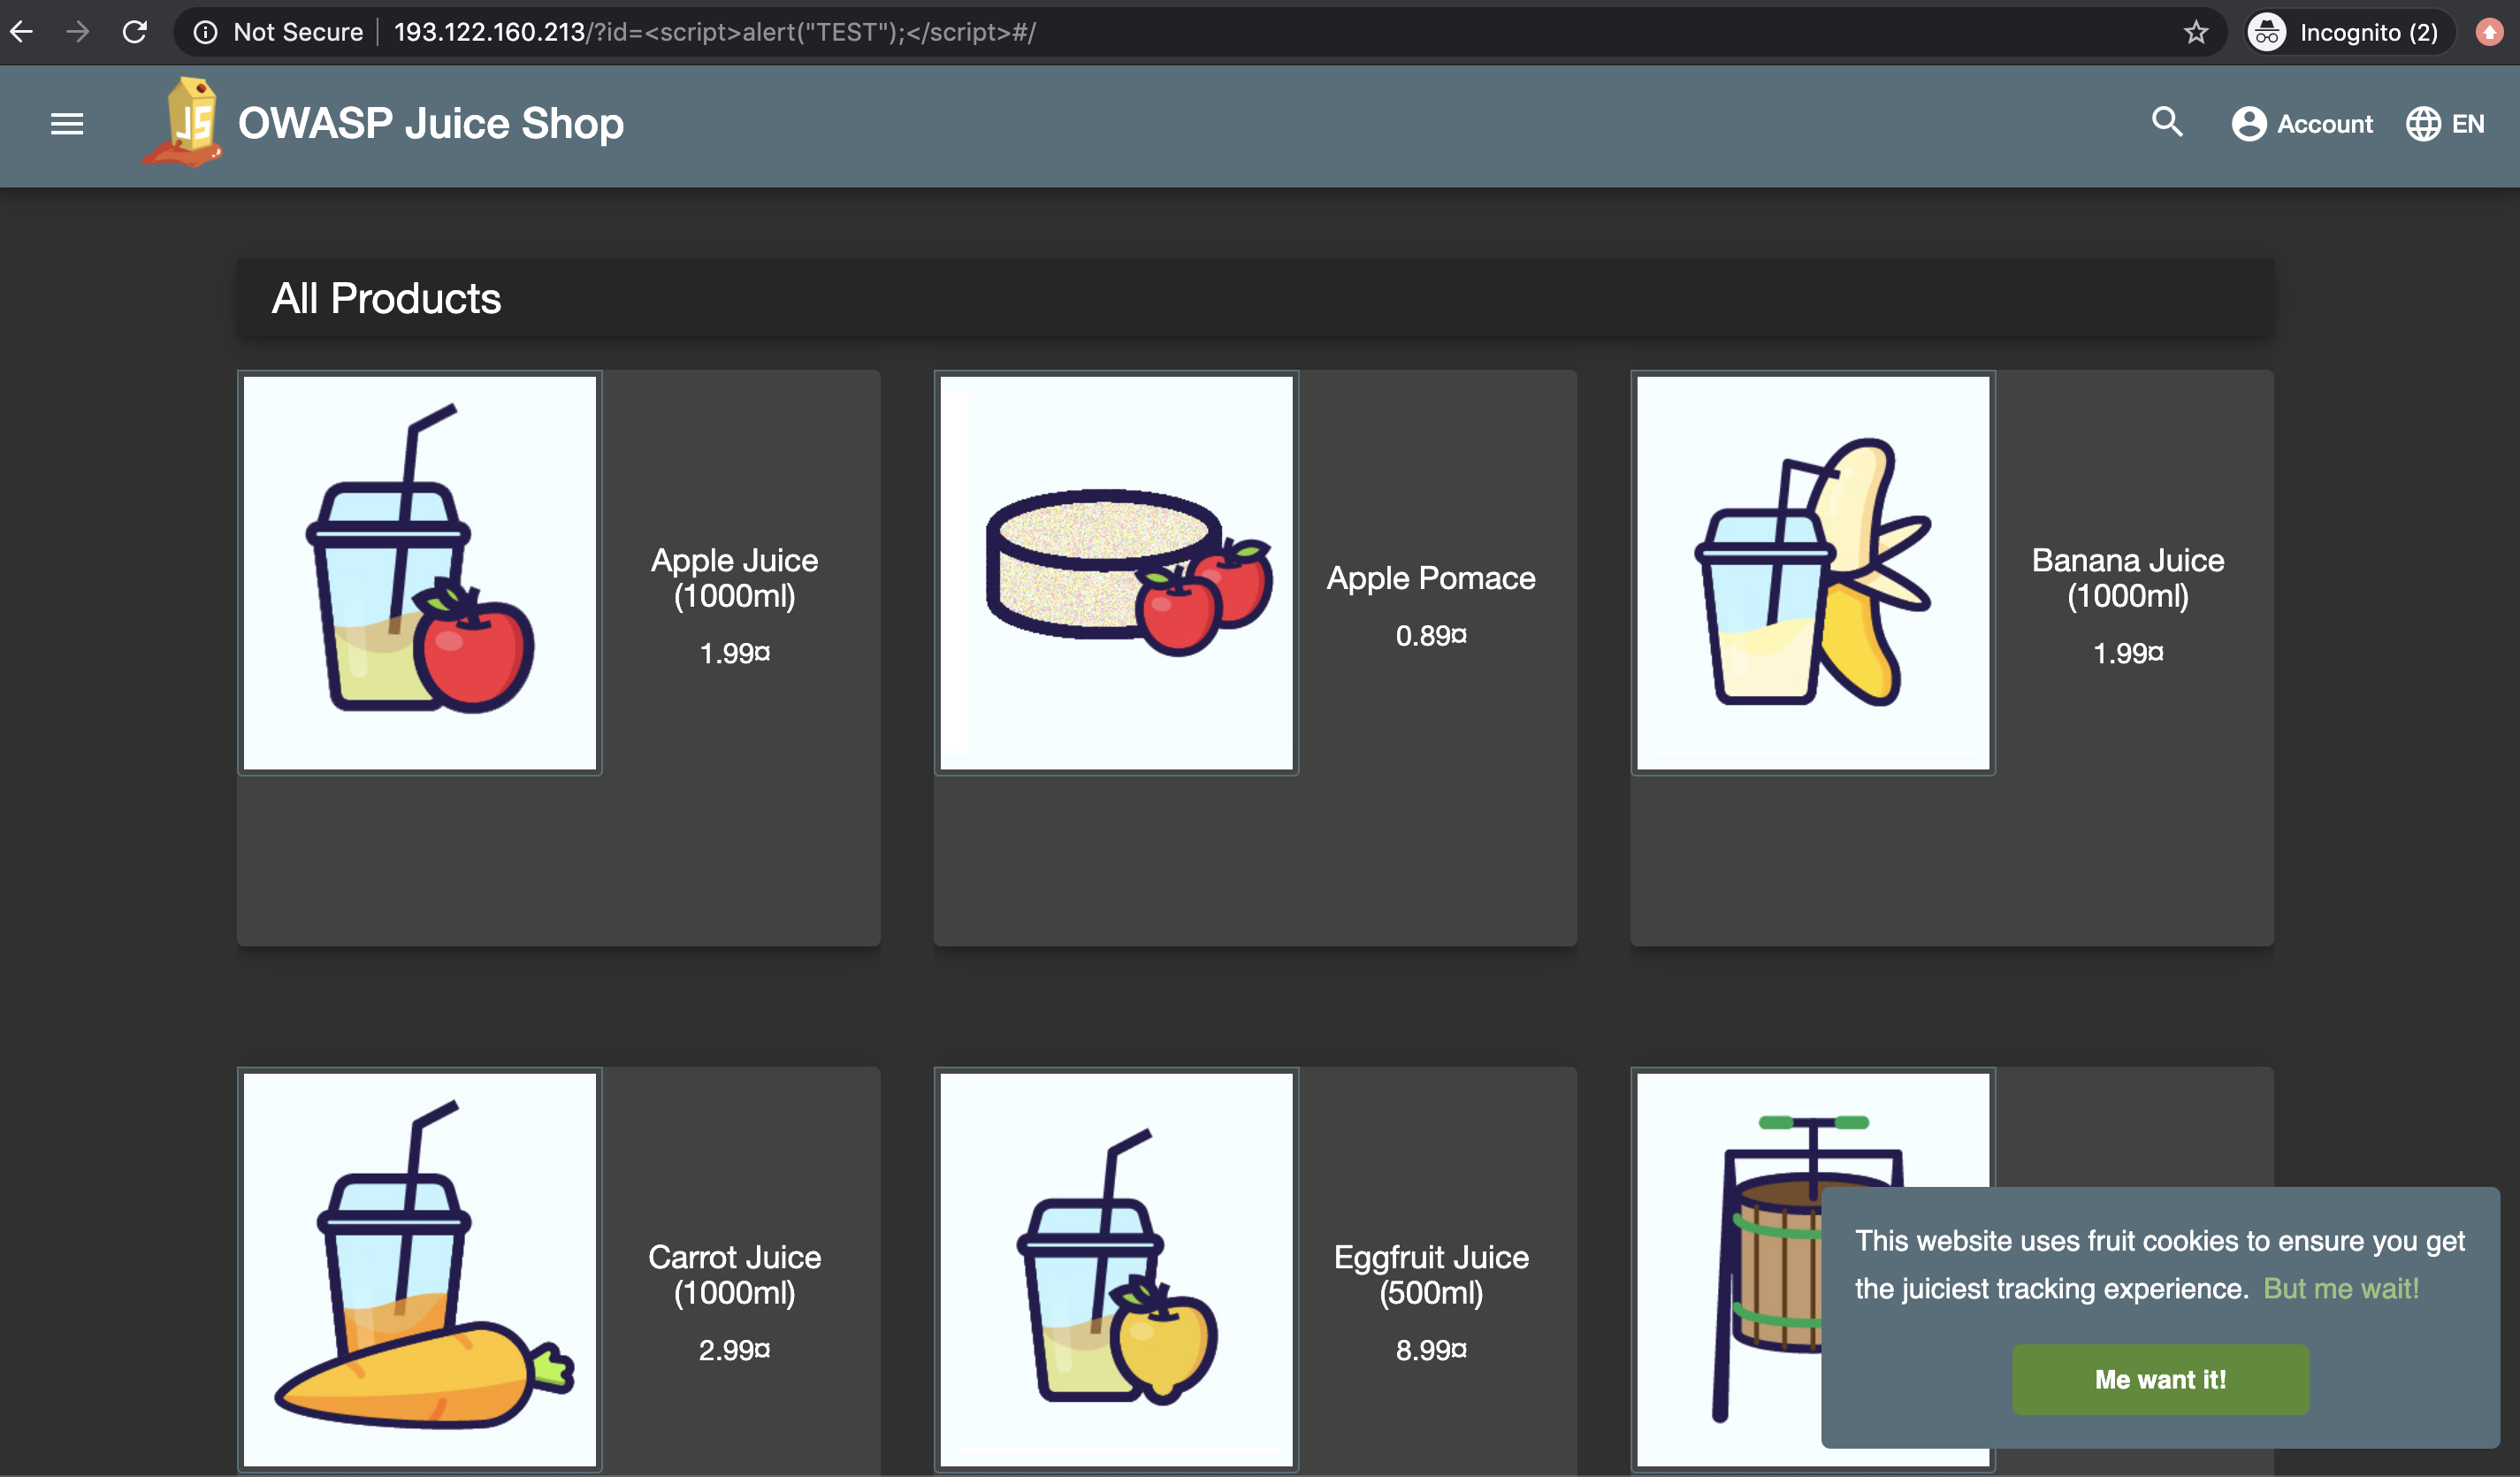 Not Secure 193.122.160.213/?id=<script>alert("TEST");</script>#/
Incognito (2)
JS
OWASP Juice Shop
Account
EN
All Products
Apple Juice
(1000ml)
1.99¤
Apple Pomace
0.89¤
Banana Juice
(1000ml)
1.99¤
Carrot Juice
(1000ml)
2.99¤
Eggfruit Juice
(500ml)
8.99¤
This website uses fruit cookies to ensure you get
the juiciest tracking experience. But me wait!
Me want it!